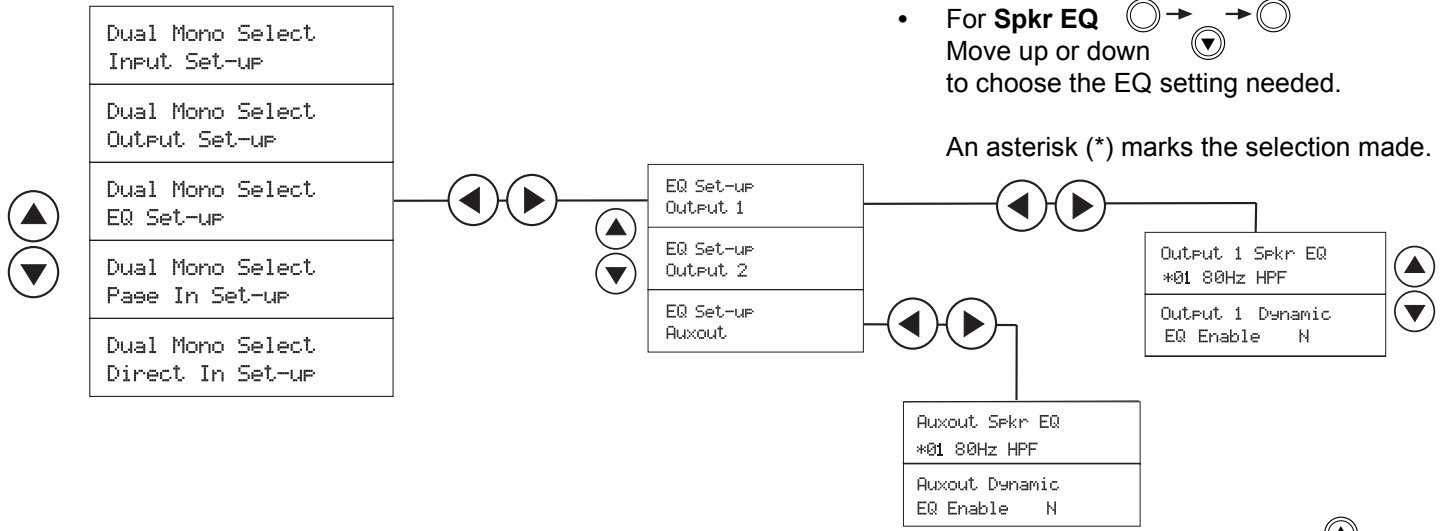 Dual Mono Select
Input Set-up
Dual Mono Select
Output Set-up
Dual Mono Select
EQ Set-up
Dual Mono Select
Page In Set-up
Dual Mono Select
Direct In Set-up
EQ Set-up
Output 1
EQ Set-up
Output 2
EQ Set-up
Auxout
• For Spkr EQ
Move up or down
to choose the EQ setting needed.
An asterisk (*) marks the selection made.
Output 1 Spkr EQ
*01 80Hz HPF
Output 1 Dynamic
EQ Enable N
Auxout Spkr EQ
*01 80Hz HPF
Auxout Dynamic
EQ Enable N